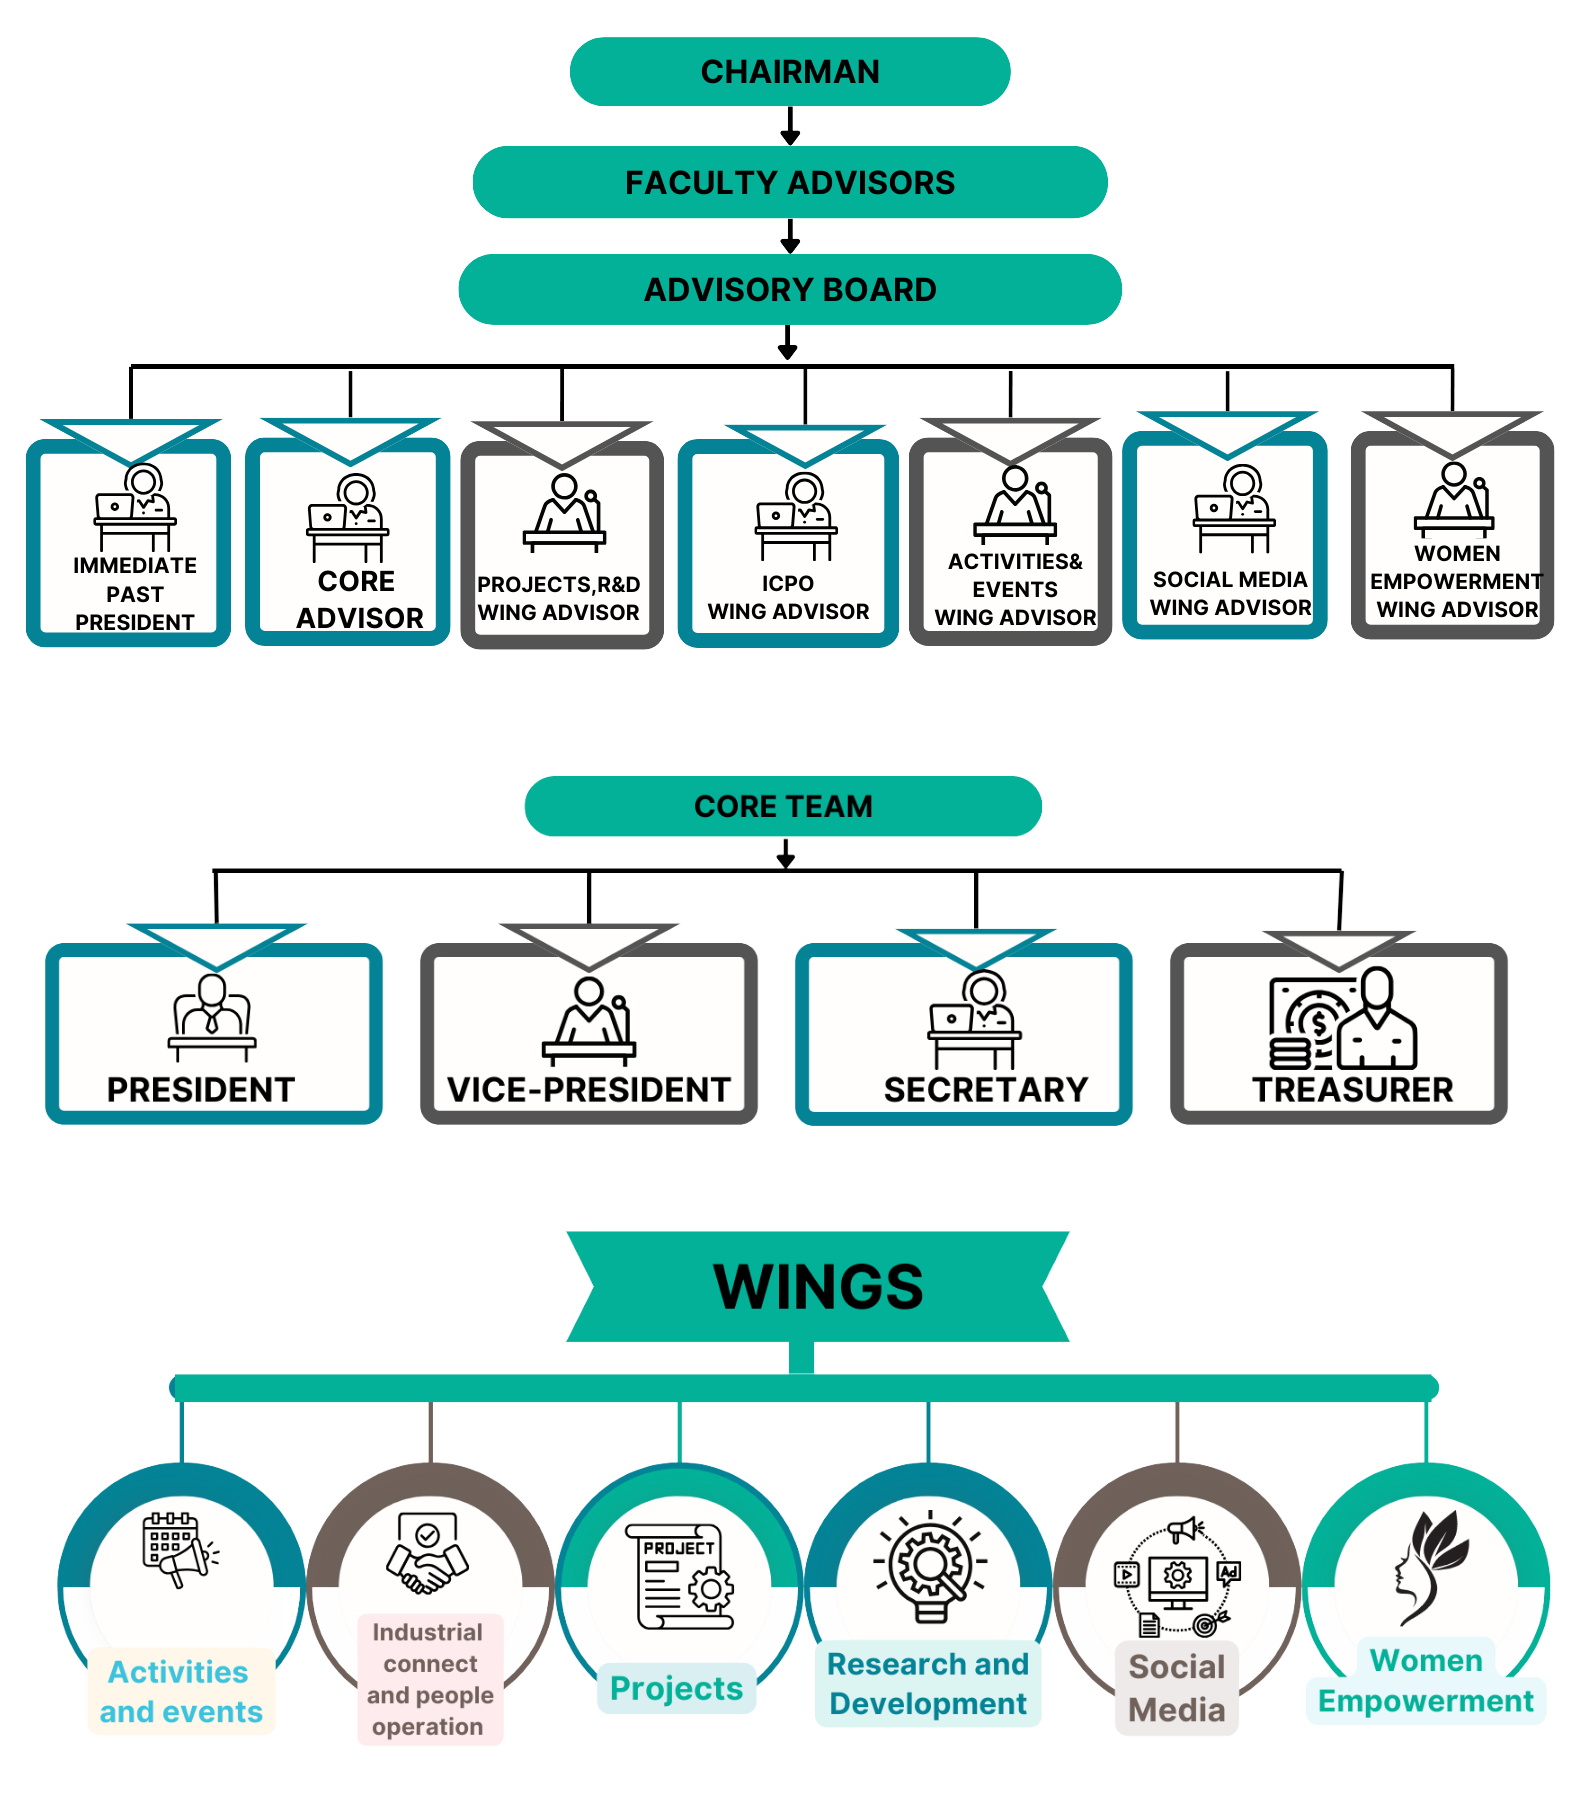 CHAIRMAN
FACULTY ADVISORS
ADVISORY BOARD
IMMEDIATE
PAST
PRESIDENT
CORE
ADVISOR
PROJECTS,R&D
WING ADVISOR
ICPO
WING ADVISOR
ACTIVITIES&
EVENTS
WING ADVISOR
SOCIAL MEDIA
WING ADVISOR
WOMEN
EMPOWERMENT
WING ADVISOR
CORE TEAM
PRESIDENT
VICE-PRESIDENT
SECRETARY
$
TREASURER
WINGS
Activities
and events
Industrial
connect
and people
operation
PROJECT
Projects
Research and
Development
Ad
Social
Media
Women
Empowerment